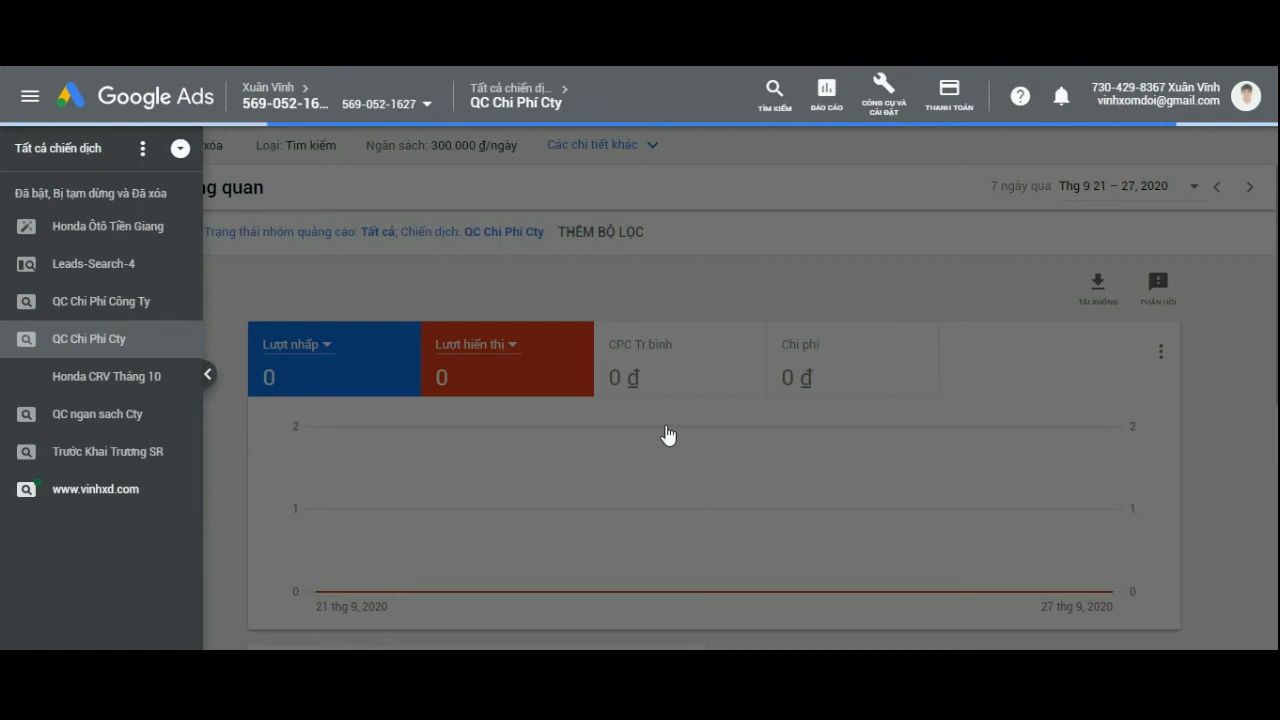 Google Ads
Xuân Vĩnh
569-052-16... 569-052-1627
Tất cả chiến dị...
QC Chi Phí Cty
TÌM KIẾM
BÁO CÁO
CÔNG CỤ VÀ
CÀI ĐẶT
THANH TOÁN
730-429-8367 Xuân Vĩnh
vinhxomdoi@gmail.com
Tất cả chiến dịch
xóa Loại: Tìm kiếm Ngân sách: 300.000 ₫/ngày Các chi tiết khác
Đã bật, Bị tạm dừng và Đã xóa
Honda Ôtô Tiền Giang
Leads-Search-4
QC Chi Phí Công Ty
QC Chi Phí Cty
Honda CRV Tháng 10
QC ngan sach Cty
Trước Khai Trương SR
www.vinhxd.com
ng quan
7 ngày qua Thg 9 21 – 27, 2020
Trạng thái nhóm quảng cáo: Tất cả, Chiến dịch: QC Chi Phí Cty THÊM BỘ LỌC
TẢI XUỐNG
PHẢN HỒI
Lượt nhấp
0
Lượt hiển thị
0
CPC Tr.bình
0 ₫
Chi phí
0 ₫
2 2
1 1
0 0
21 thg 9, 2020 27 thg 9, 2020